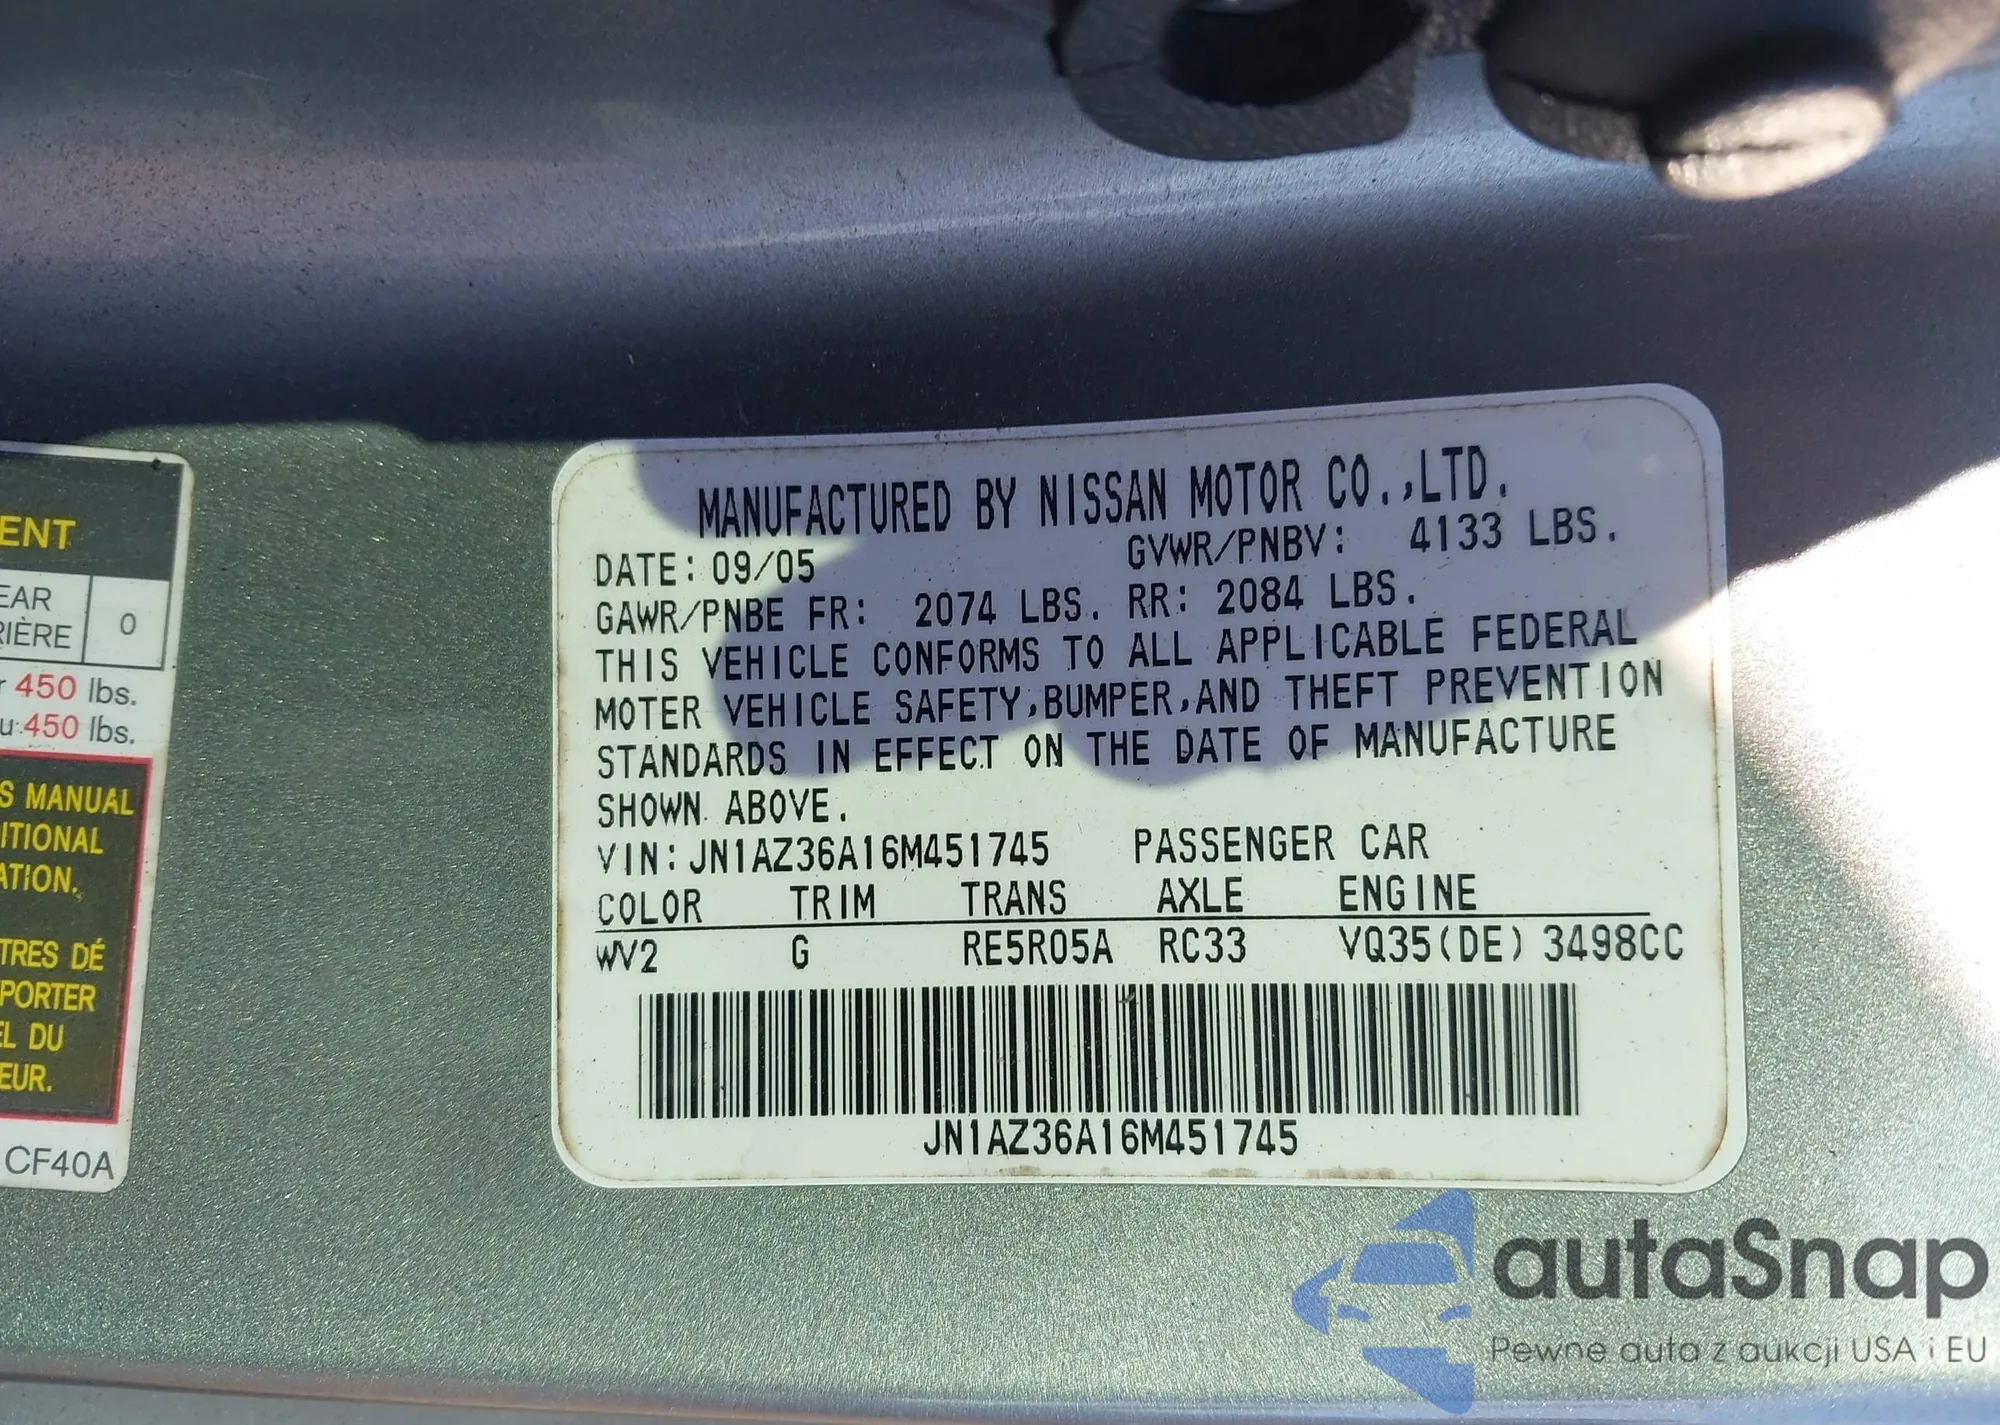 ENT
EAR
RIÈRE
0
r 450 lbs.
u 450 lbs.
S MANUAL
ITIONAL
ATION.
TRES DÉ
PORTER
EL DU
EUR.
CF40A
MANUFACTURED BY NISSAN MOTOR CO.,LTD.
DATE: 09/05 GVWR/PNBV: 4133 LBS.
GAWR/PNBE FR: 2074 LBS. RR: 2084 LBS.
THIS VEHICLE CONFORMS TO ALL APPLICABLE FEDERAL
MOTER VEHICLE SAFETY,BUMPER,AND THEFT PREVENTION
STANDARDS IN EFFECT ON THE DATE OF MANUFACTURE
SHOWN ABOVE.
VIN: JN1AZ36A16M451745 PASSENGER CAR
COLOR TRIM TRANS AXLE ENGINE
WV2 G RE5R05A RC33 VQ35(DE) 3498CC
JN1AZ36A16M451745
autaSnap
Pewne auta z aukcji USA i EU